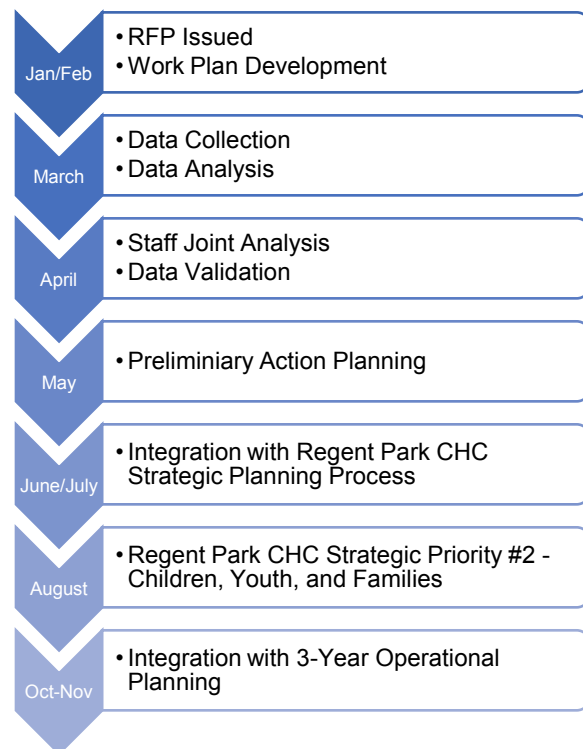 Jan/Feb
• RFP Issued
• Work Plan Development
March
• Data Collection
• Data Analysis
April
• Staff Joint Analysis
• Data Validation
May
• Preliminiary Action Planning
June/July
• Integration with Regent Park CHC
Strategic Planning Process
August
• Regent Park CHC Strategic Priority #2 -
Children, Youth, and Families
Oct-Nov
• Integration with 3-Year Operational
Planning